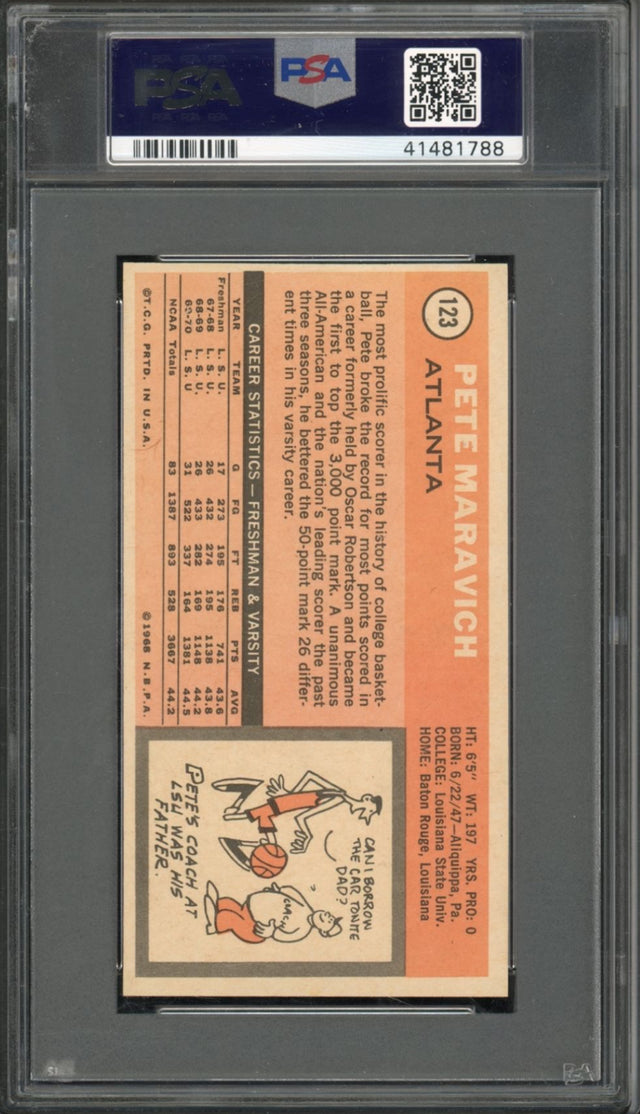 PSA
PSA
41481788
123
PETE MARAVICH
ATLANTA
HT: 6'5" WT: 197 YRS. PRO: 0
BORN: 6/22/47—Aliquippa, Pa.
COLLEGE: Louisiana State Univ.
HOME: Baton Rouge, Louisiana
The most prolific scorer in the history of college basket-
ball, Pete broke the record for most points scored in
a career formerly held by Oscar Robertson and became
the first to top the 3,000 point mark. A unanimous
All-American and the nation's leading scorer the past
three seasons, he bettered the 50-point mark 26 differ-
ent times in his varsity career.
CAREER STATISTICS—FRESHMAN & VARSITY
YEAR TEAM G FG FT REB PTS AVG
Freshman L. S. U. 17 273 195 176 741 43.6
67-68 L. S. U. 26 432 274 195 1138 43.8
68-69 L. S. U. 26 433 282 169 1148 44.2
69-70 L. S. U 31 522 337 164 1381 44.5
NCAA Totals 83 1387 893 528 3667 44.2
©T.C.G. PRTD. IN U.S.A. ©1968 N.B.P.A.
CAN I BORROW
THE CAR TONITE
DAD?
COACH
PETE'S COACH AT
LSU WAS HIS
FATHER.